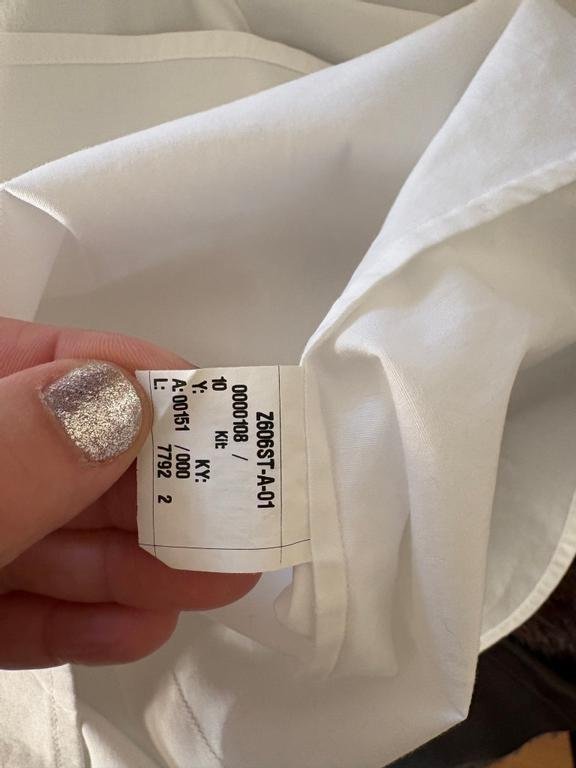 Z606ST-A-01
0000108 /
10 Kit:
Y: KY:
A: 00151 /000
L: 7792 2